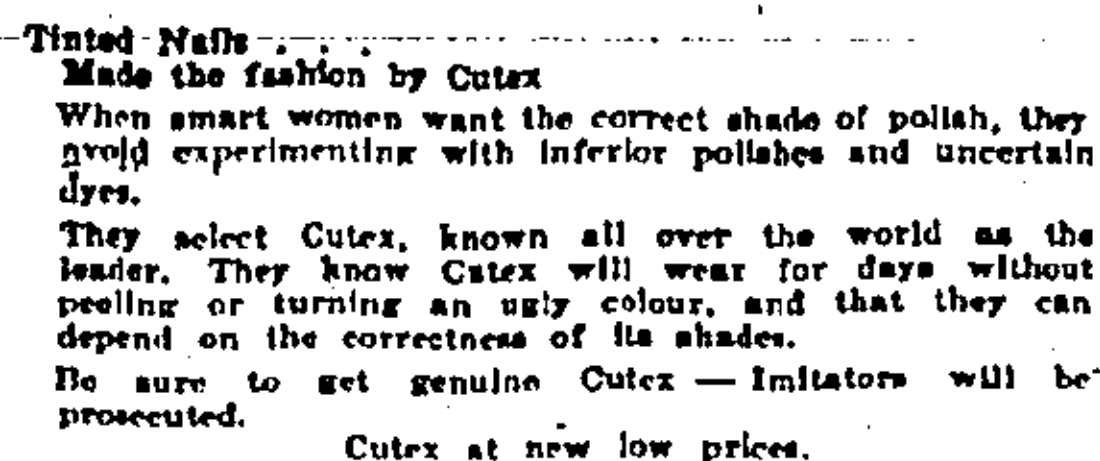 Tinted Nails . . .
Made the fashion by Cutex
When smart women want the correct shade of polish, they
avoid experimenting with inferior polishes and uncertain
dyes.
They select Cutex, known all over the world as the
leader. They know Cutex will wear for days without
peeling or turning an ugly colour, and that they can
depend on the correctness of its shades.
Be sure to get genuine Cutex — Imitators will be
prosecuted.
Cutex at new low prices.